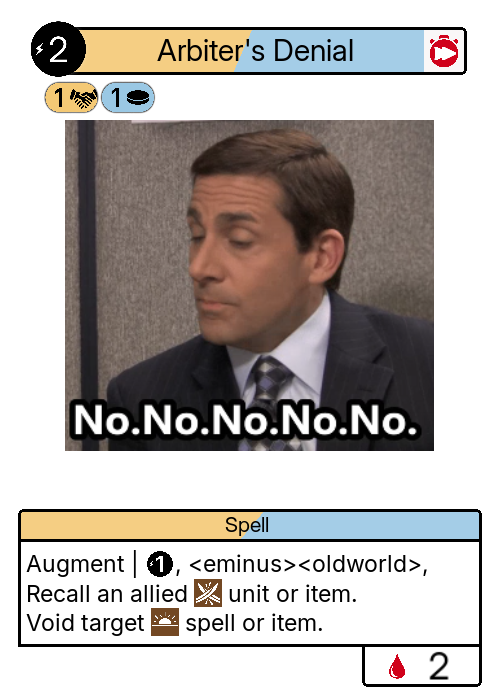 2 Arbiter's Denial
1 1
No.No.No.No.No.
Spell
Augment | 1, <eminus><oldworld>,
Recall an allied unit or item.
Void target spell or item.
2